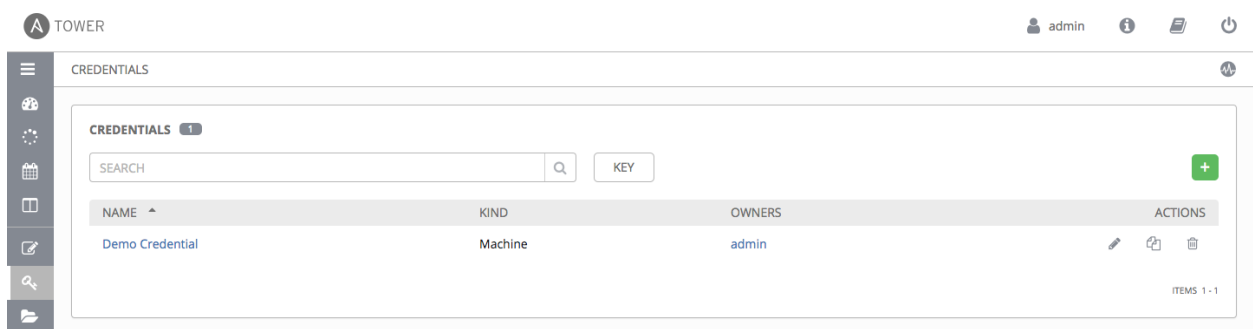 A TOWER
admin
CREDENTIALS
CREDENTIALS 1
SEARCH
KEY
+
NAME KIND OWNERS ACTIONS
Demo Credential Machine admin
ITEMS 1 - 1